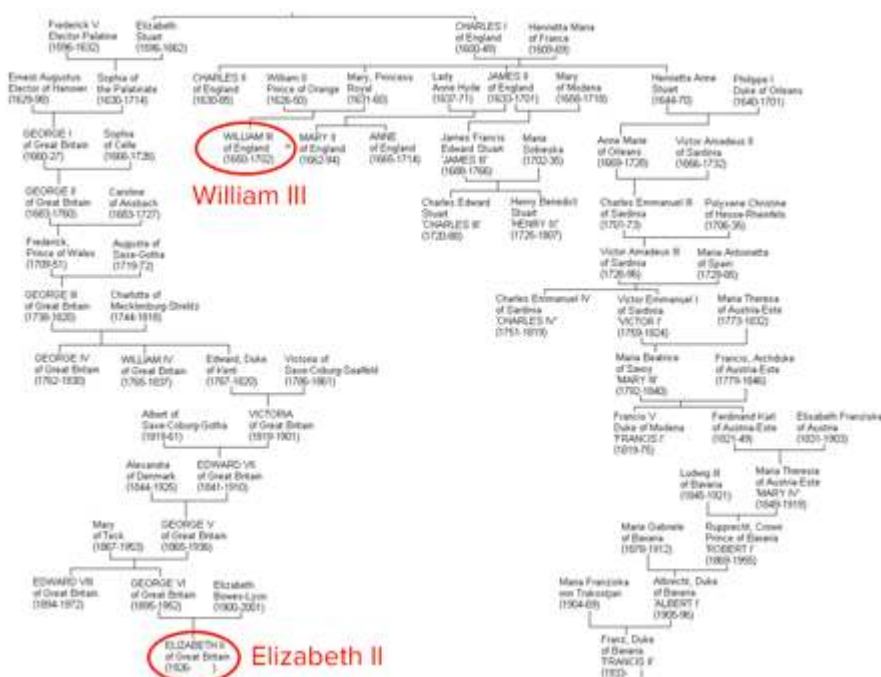 Frederick V
Elector Palatine
(1596-1632)
Elizabeth
Stuart
(1596-1662)
CHARLES I
of England
(1600-49)
Henrietta Maria
of France
(1609-69)
Ernest Augustus
Elector of Hanover
(1629-98)
Sophia of
the Palatinate
(1630-1714)
CHARLES II
of England
(1630-85)
William II
Prince of Orange
(1626-50)
Mary, Princess
Royal
(1631-60)
Lady
Anne Hyde
(1637-71)
JAMES II
of England
(1633-1701)
Mary
of Modena
(1658-1718)
Henrietta Anne
Stuart
(1644-70)
Philippe I
Duke of Orleans
(1640-1701)
GEORGE I
of Great Britain
(1660-27)
Sophia
of Celle
(1666-1726)
WILLIAM III
of England
(1650-1702)
=
MARY II
of England
(1662-94)
ANNE
of England
(1665-1714)
James Francis
Edward Stuart
'JAMES III'
(1688-1766)
Maria
Sobieska
(1702-35)
Anne Marie
of Orleans
(1669-1728)
Victor Amadeus II
of Sardinia
(1666-1732)
William III
GEORGE II
of Great Britain
(1683-1760)
Caroline
of Ansbach
(1683-1727)
Charles Edward
Stuart
'CHARLES III'
(1720-88)
Henry Benedict
Stuart
'HENRY IX'
(1725-1807)
Charles Emmanuel III
of Sardinia
(1701-73)
Polyxene Christine
of Hesse-Rheinfels
(1706-35)
Frederick,
Prince of Wales
(1709-51)
Augusta of
Saxe-Gotha
(1719-72)
Victor Amadeus III
of Sardinia
(1726-96)
Maria Antonietta
of Spain
(1729-85)
GEORGE III
of Great Britain
(1738-1820)
Charlotte of
Mecklenburg-Strelitz
(1744-1818)
Charles Emmanuel IV
of Sardinia
'CHARLES IV'
(1751-1819)
Victor Emmanuel I
of Sardinia
'VICTOR I'
(1759-1824)
Maria Theresa
of Austria-Este
(1773-1832)
GEORGE IV
of Great Britain
(1762-1830)
WILLIAM IV
of Great Britain
(1765-1837)
Edward, Duke
of Kent
(1767-1820)
Victoria of
Saxe-Coburg-Saalfeld
(1786-1861)
Maria Beatrice
of Savoy
'MARY III'
(1792-1840)
Francis, Archduke
of Austria-Este
(1779-1846)
Albert of
Saxe-Coburg-Gotha
(1819-61)
VICTORIA
of Great Britain
(1819-1901)
Francis V
Duke of Modena
'FRANCIS I'
(1819-75)
Ferdinand Karl
of Austria-Este
(1821-49)
Elisabeth Franziska
of Austria
(1831-1903)
Alexandra
of Denmark
(1844-1925)
EDWARD VII
of Great Britain
(1841-1910)
Ludwig III
of Bavaria
(1845-1921)
Maria Theresia
of Austria-Este
'MARY IV'
(1849-1919)
Mary
of Teck
(1867-1953)
GEORGE V
of Great Britain
(1865-1936)
Maria Gabriele
of Bavaria
(1878-1912)
Rupprecht, Crown
Prince of Bavaria
'ROBERT I'
(1869-1955)
EDWARD VIII
of Great Britain
(1894-1972)
GEORGE VI
of Great Britain
(1895-1952)
Elizabeth
Bowes-Lyon
(1900-2001)
Maria Franziska
von Trakostjan
(1904-69)
Albrecht, Duke
of Bavaria
'ALBERT I'
(1905-96)
ELIZABETH II
of Great Britain
(1926- )
Elizabeth II
Franz, Duke
of Bavaria
'FRANCIS II'
(1933- )